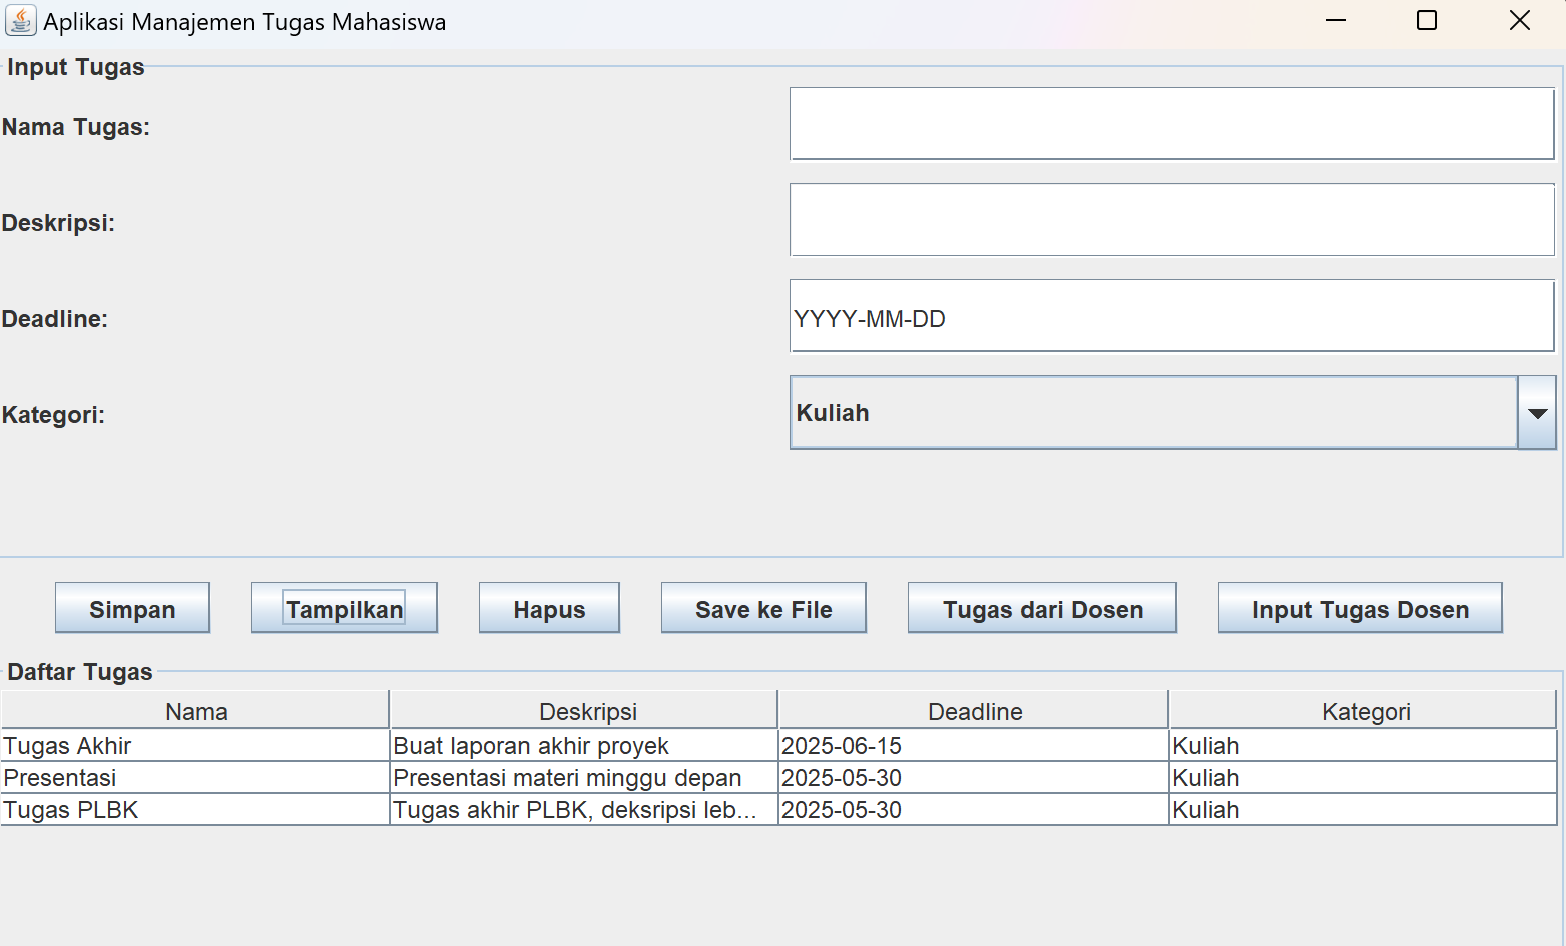 Aplikasi Manajemen Tugas Mahasiswa
Input Tugas
Nama Tugas:
Deskripsi:
Deadline: YYYY-MM-DD
Kategori: Kuliah
Simpan Tampilkan Hapus Save ke File Tugas dari Dosen Input Tugas Dosen
Daftar Tugas
Nama Deskripsi Deadline Kategori
Tugas Akhir Buat laporan akhir proyek 2025-06-15 Kuliah
Presentasi Presentasi materi minggu depan 2025-05-30 Kuliah
Tugas PLBK Tugas akhir PLBK, deksripsi leb... 2025-05-30 Kuliah